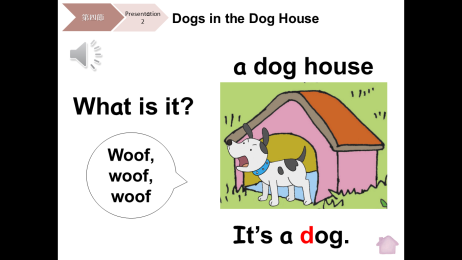 第四節
Presentation
2
Dogs in the Dog House
a dog house
What is it?
Woof,
woof,
woof
It's a dog.